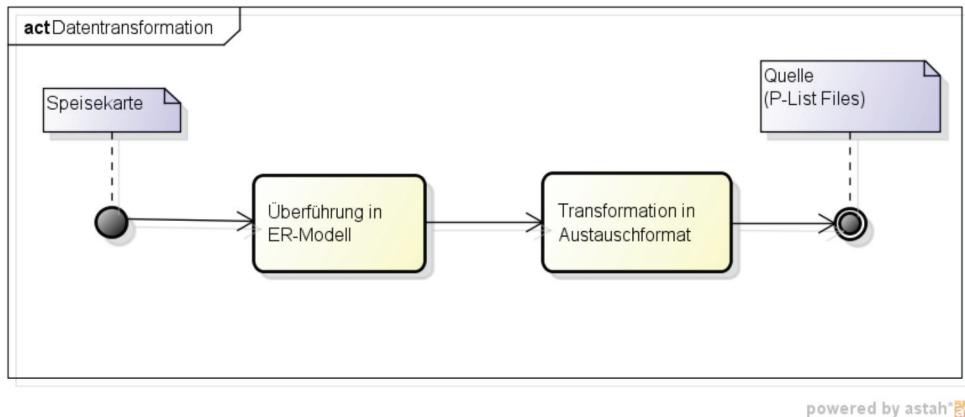 act Datentransformation
Speisekarte
Quelle
(P-List Files)
Überführung in
ER-Modell
Transformation in
Austauschformat
powered by astah*